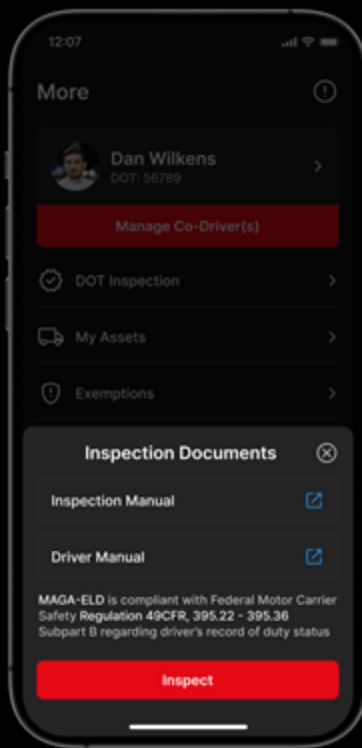 12:07
More
Dan Wilkens
DOT: 56789
Manage Co-Driver(s)
DOT Inspection
My Assets
Exemptions
Inspection Documents
Inspection Manual
Driver Manual
MAGA-ELD is compliant with Federal Motor Carrier
Safety Regulation 49CFR, 395.22 - 395.36
Subpart B regarding driver's record of duty status
Inspect